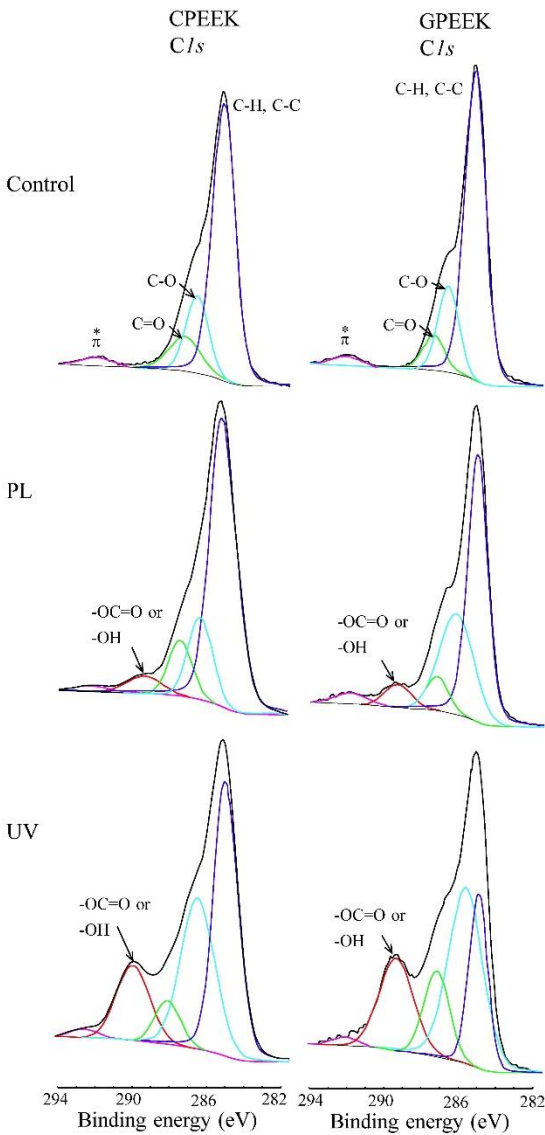 CPEEK
C1s
GPEEK
C1s
Control
C-H, C-C
C-O
C=O
*
π
C-H, C-C
C-O
C=O
*
π
PL
-OC=O or
-OH
-OC=O or
-OH
UV
-OC=O or
-OH
-OC=O or
-OH
294 290 286 282
Binding energy (eV)
294 290 286 282
Binding energy (eV)